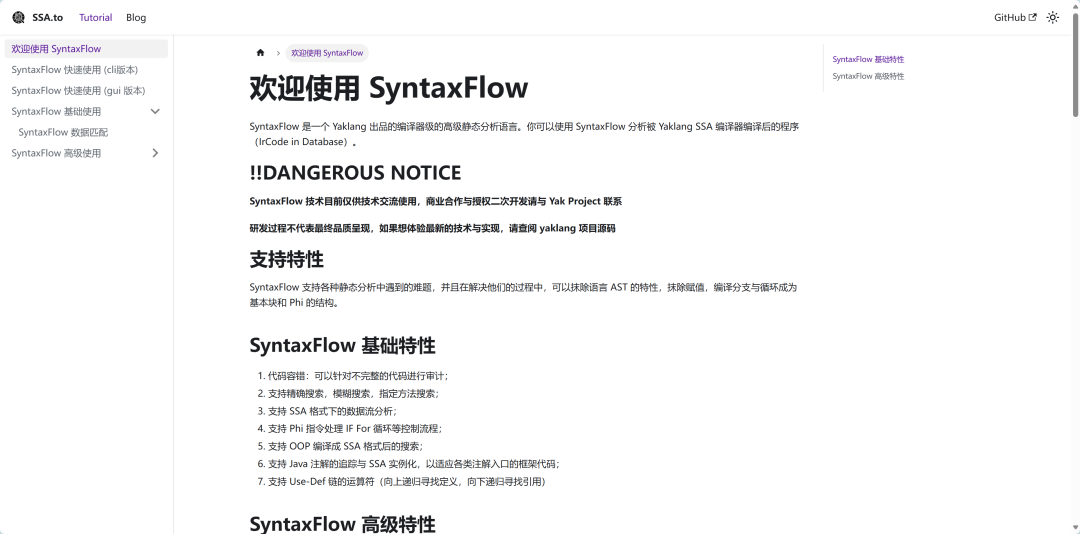 SSA.to Tutorial Blog GitHub
欢迎使用 SyntaxFlow
SyntaxFlow 快速使用 (cli版本)
SyntaxFlow 快速使用 (gui 版本)
SyntaxFlow 基础使用
SyntaxFlow 数据匹配
SyntaxFlow 高级使用
欢迎使用 SyntaxFlow
欢迎使用 SyntaxFlow
SyntaxFlow 是一个 Yaklang 出品的编译器级的高级静态分析语言。你可以使用 SyntaxFlow 分析被 Yaklang SSA 编译器编译后的程序
（IrCode in Database）。
!!DANGEROUS NOTICE
SyntaxFlow 技术目前仅供技术交流使用，商业合作与授权二次开发请与 Yak Project 联系
研发过程不代表最终品质呈现，如果想体验最新的技术与实现，请查阅 yaklang 项目源码
支持特性
SyntaxFlow 支持各种静态分析中遇到的难题，并且在解决他们的过程中，可以抹除语言 AST 的特性，抹除赋值，编译分支与循环成为
基本块和 Phi 的结构。
SyntaxFlow 基础特性
1. 代码容错：可以针对不完整的代码进行审计；
2. 支持精确搜索，模糊搜索，指定方法搜索；
3. 支持 SSA 格式下的数据流分析；
4. 支持 Phi 指令处理 IF For 循环等控制流程；
5. 支持 OOP 编译成 SSA 格式后的搜索；
6. 支持 Java 注解的追踪与 SSA 实例化，以适应各类注解入口的框架代码；
7. 支持 Use-Def 链的运算符（向上递归寻找定义，向下递归寻找引用）
SyntaxFlow 高级特性
SyntaxFlow 基础特性
SyntaxFlow 高级特性